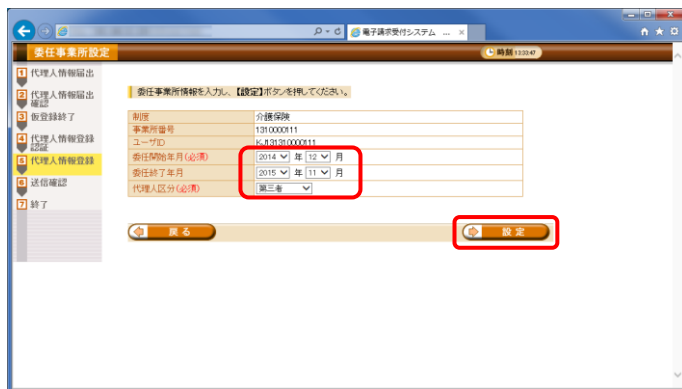 電子請求受付システム ... ×
委任事業所設定
時刻 13:33:47
1 代理人情報届出
2 代理人情報届出
確認
3 仮登録終了
4 代理人情報登録
認証
5 代理人情報登録
6 送信確認
7 終了
委任事業所情報を入力し、【設定】ボタンを押してください。
制度 介護保険
事業所番号 1310000111
ユーザID KJ131310000111
委任開始年月(必須) 2014 年 12 月
委任終了年月 2015 年 11 月
代理人区分(必須) 第三者
戻る 設定